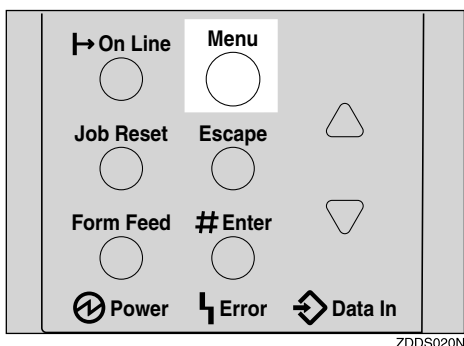 On Line Menu
Job Reset Escape
Form Feed # Enter
Power Error Data In
ZDDS020N